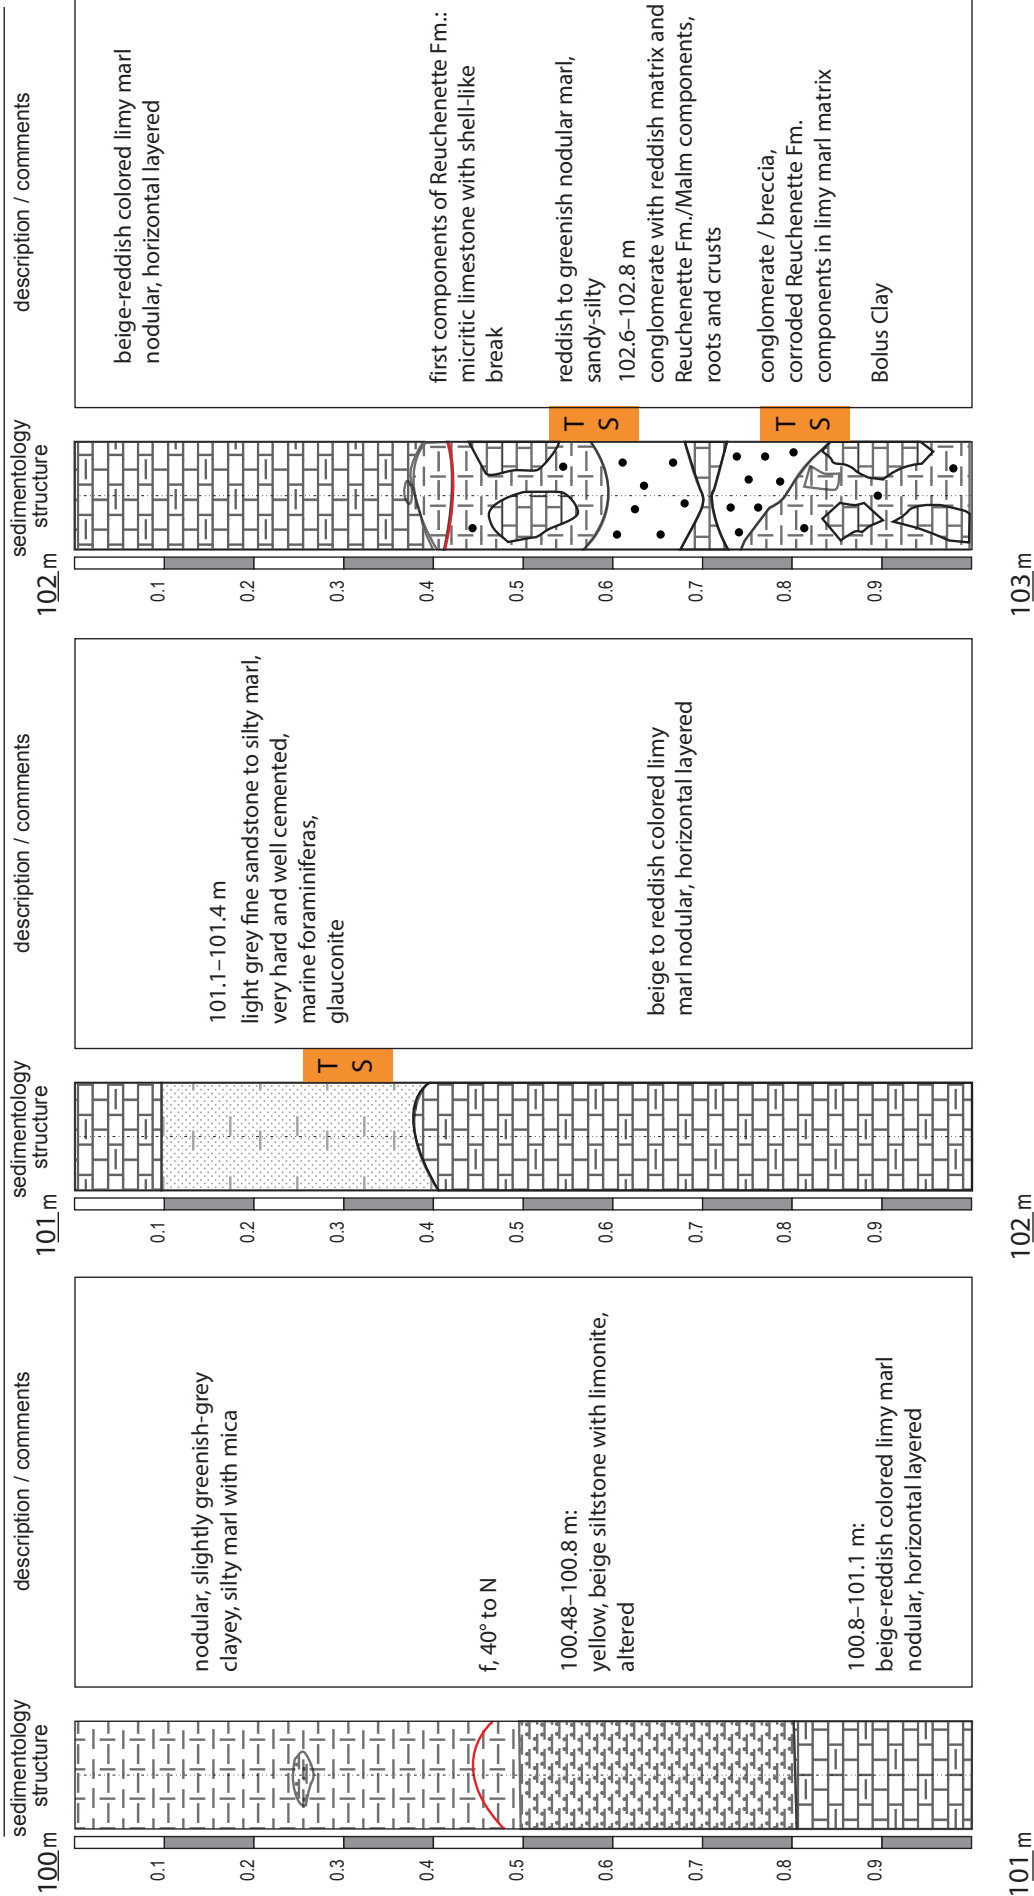 sedimentology
structure
description / comments
100 m
0.1
0.2
0.3
0.4
0.5
0.6
0.7
0.8
0.9
101 m
nodular, slightly greenish-grey
clayey, silty marl with mica
f, 40° to N
100.48–100.8 m:
yellow, beige siltstone with limonite,
altered
100.8–101.1 m:
beige-reddish colored limy marl
nodular, horizontal layered
sedimentology
structure
description / comments
101 m
0.1
0.2
0.3
0.4
0.5
0.6
0.7
0.8
0.9
102 m
T S
101.1–101.4 m
light grey fine sandstone to silty marl,
very hard and well cemented,
marine foraminiferas,
glauconite
beige to reddish colored limy
marl nodular, horizontal layered
sedimentology
structure
description / comments
102 m
0.1
0.2
0.3
0.4
0.5
0.6
0.7
0.8
0.9
103 m
T S
T S
beige-reddish colored limy marl
nodular, horizontal layered
first components of Reuchenette Fm.:
micritic limestone with shell-like
break
reddish to greenish nodular marl,
sandy-silty
102.6–102.8 m
conglomerate with reddish matrix and
Reuchenette Fm./Malm components,
roots and crusts
conglomerate / breccia,
corroded Reuchenette Fm.
components in limy marl matrix
Bolus Clay